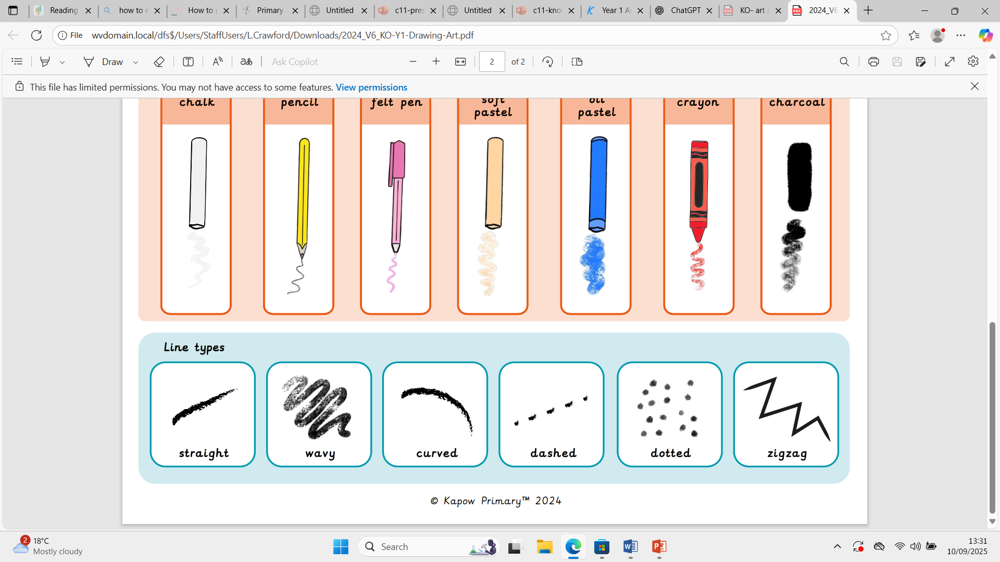 Reading
how to e
How to p
Primary
Untitled
c11-pres
Untitled
c11-know
Year 1 A
ChatGPT
KO- art a
2024_V6
File wvdomain.local/dfs$/Users/StaffUsers/L.Crawford/Downloads/2024_V6_KO-Y1-Drawing-Art.pdf
Draw
Ask Copilot
2 of 2
This file has limited permissions. You may not have access to some features. View permissions
chalk
pencil
felt pen
soft
pastel
oil
pastel
crayon
charcoal
Line types
straight
wavy
curved
dashed
dotted
zigzag
© Kapow Primary™ 2024
2
18°C
Mostly cloudy
Search
13:31
10/09/2025